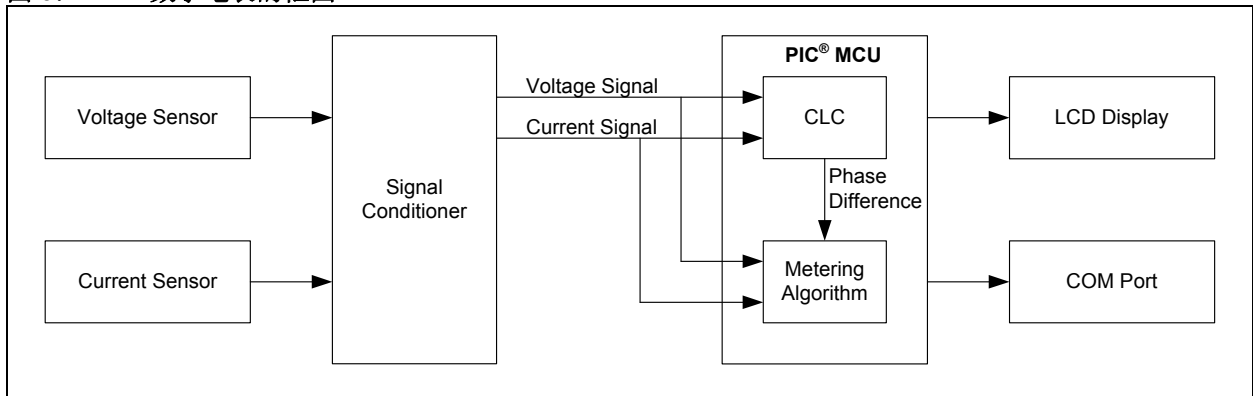 Voltage Sensor
Current Sensor
Signal
Conditioner
Voltage Signal
Current Signal
PIC® MCU
CLC
Phase
Difference
Metering
Algorithm
LCD Display
COM Port